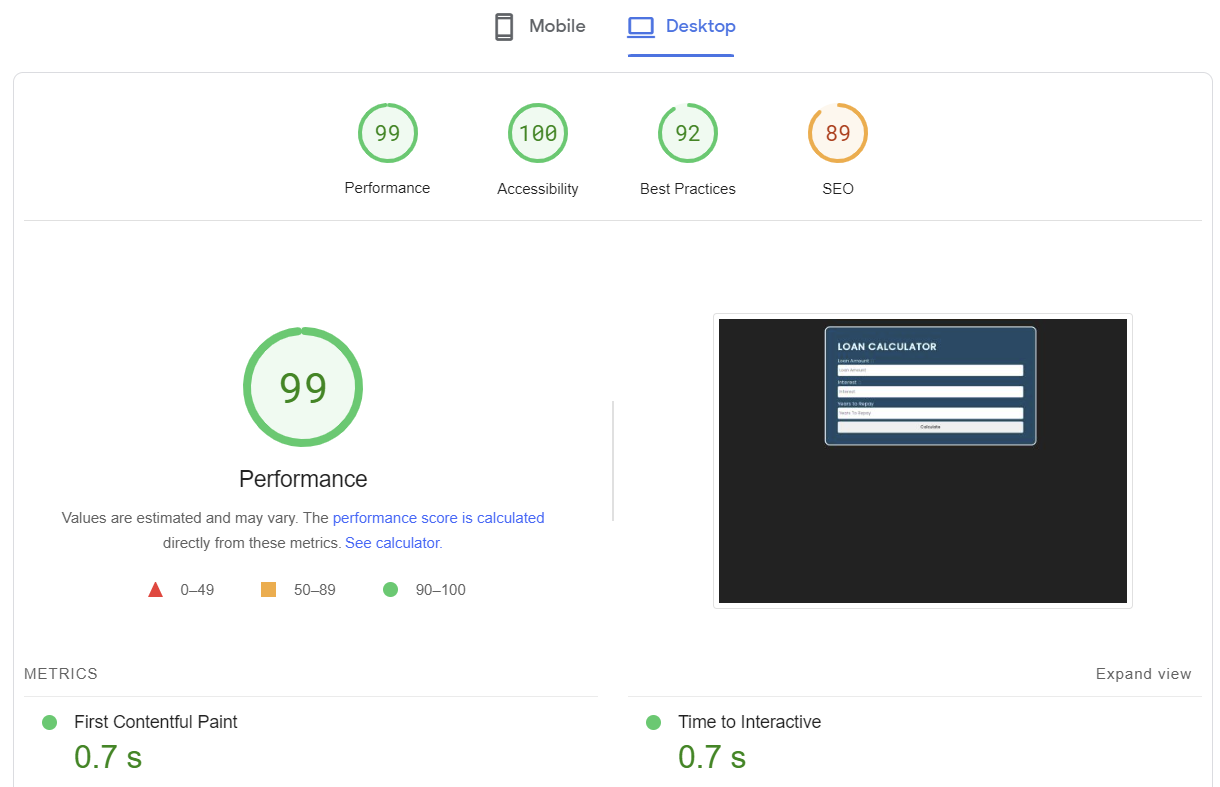 Mobile
Desktop
99
100
92
89
Performance
Accessibility
Best Practices
SEO
99
Performance
Values are estimated and may vary. The performance score is calculated
directly from these metrics. See calculator.
0–49
50–89
90–100
LOAN CALCULATOR
Loan Amount
Loan Amount
Interest
Interest
Years to Repay
Years To Repay
Calculate
METRICS
Expand view
First Contentful Paint
0.7 s
Time to Interactive
0.7 s